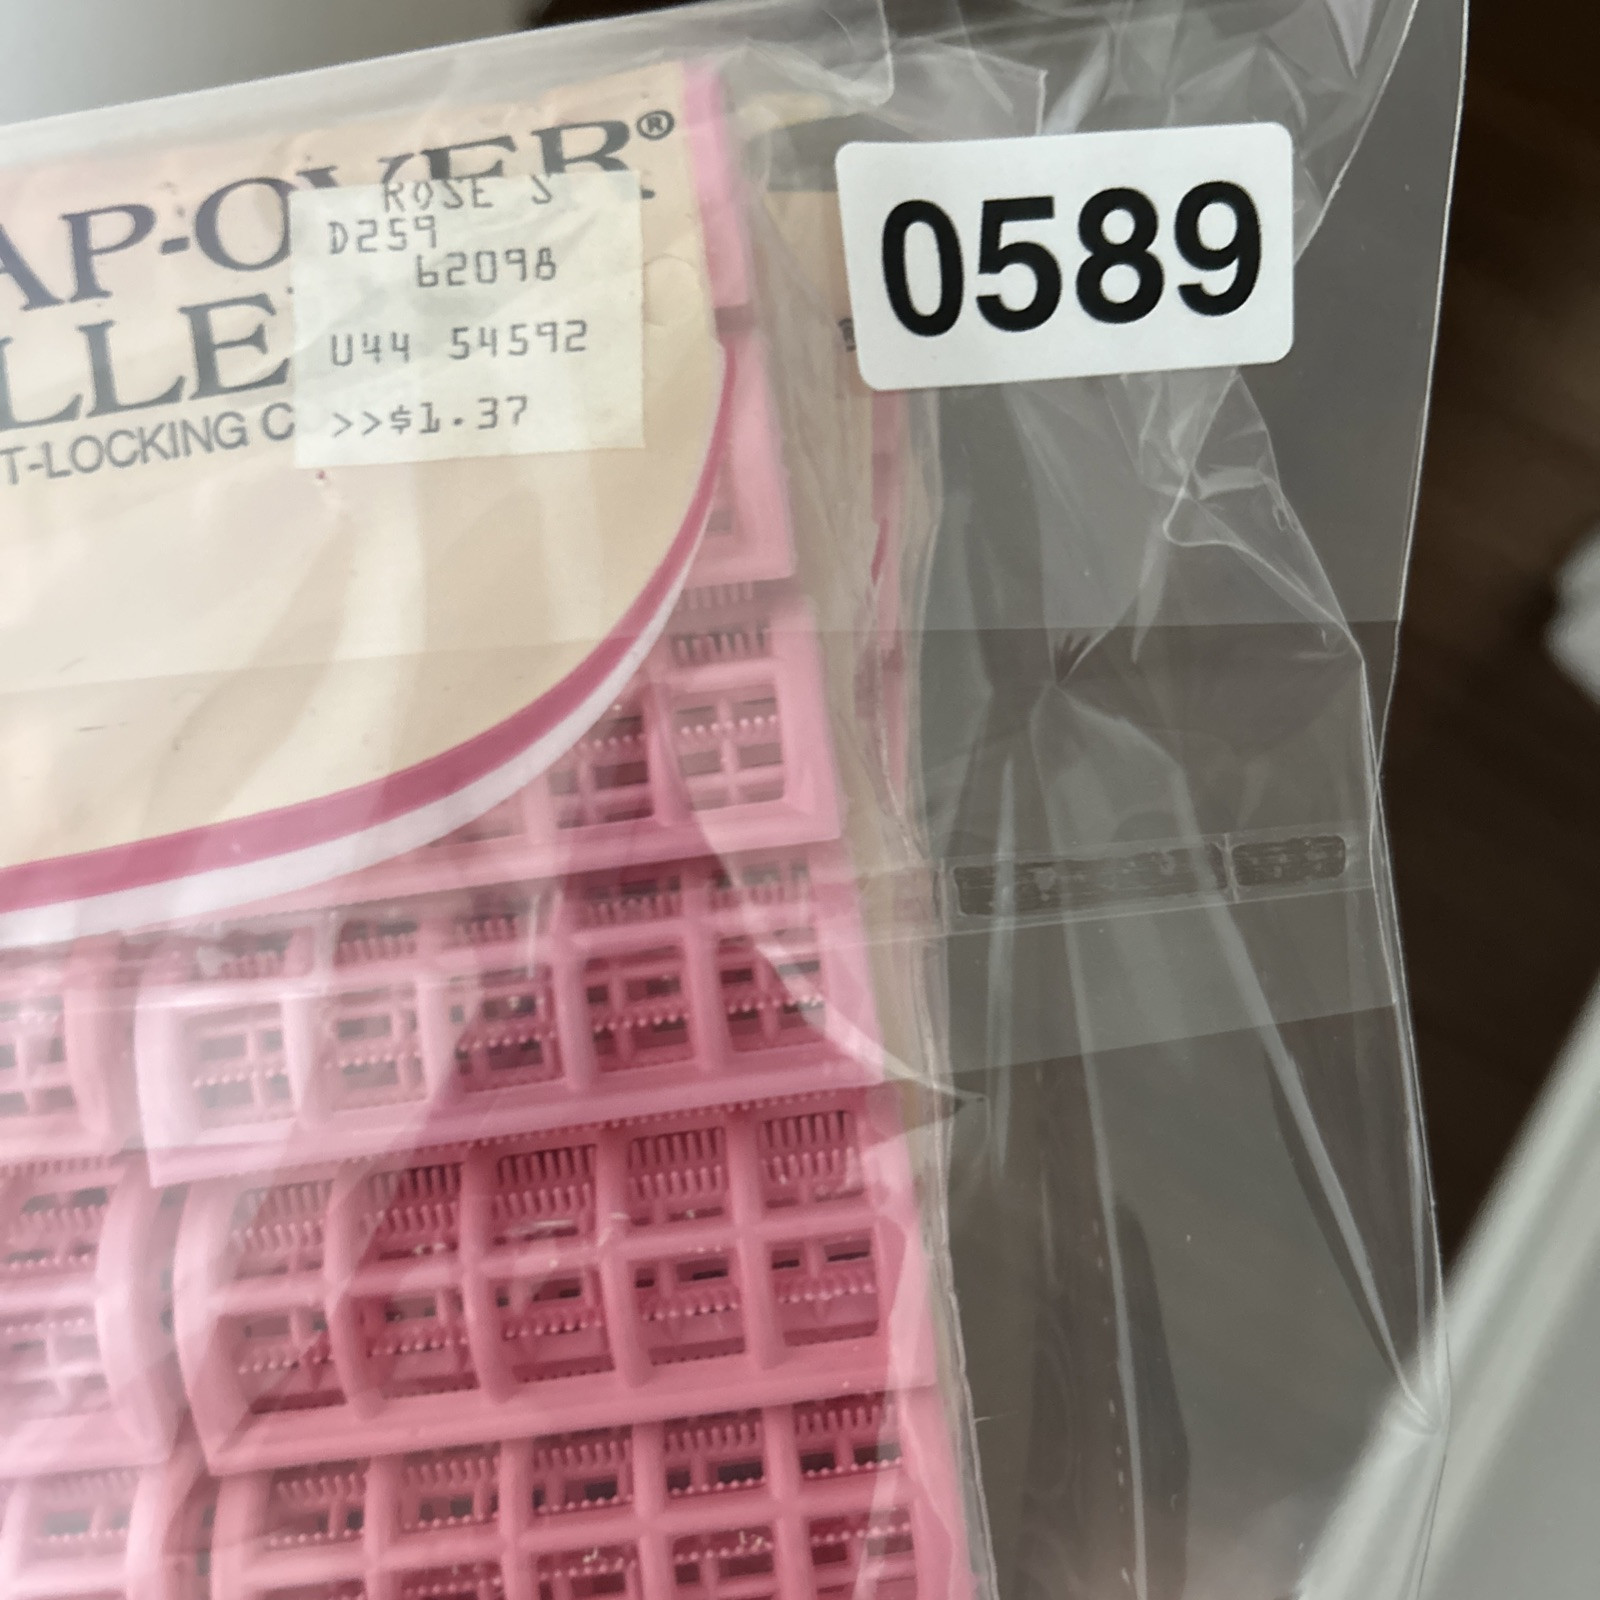 AP-OVER®
ROSE S
D259
62098
0589
LLE
U44 54592
T-LOCKING C
>>$1.37